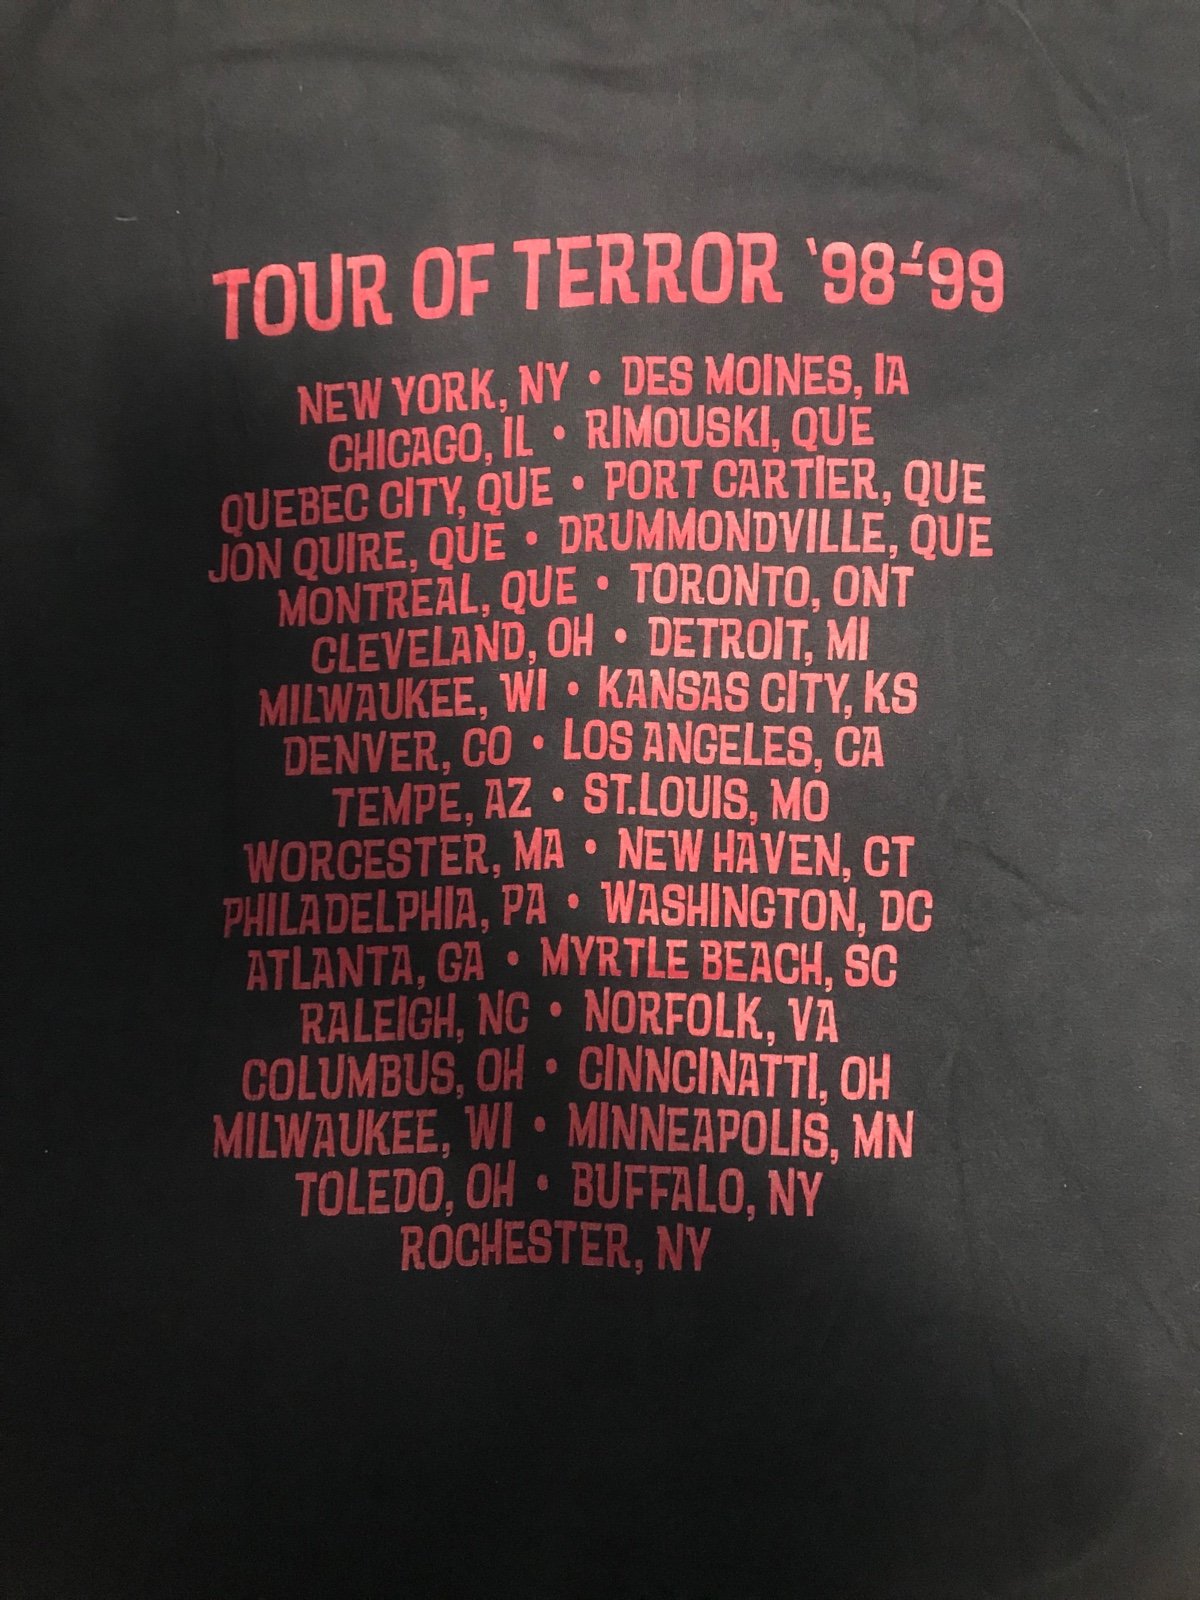 TOUR OF TERROR '98-'99
NEW YORK, NY • DES MOINES, IA
CHICAGO, IL • RIMOUSKI, QUE
QUEBEC CITY, QUE • PORT CARTIER, QUE
JON QUIRE, QUE • DRUMMONDVILLE, QUE
MONTREAL, QUE • TORONTO, ONT
CLEVELAND, OH • DETROIT, MI
MILWAUKEE, WI • KANSAS CITY, KS
DENVER, CO • LOS ANGELES, CA
TEMPE, AZ • ST.LOUIS, MO
WORCESTER, MA • NEW HAVEN, CT
PHILADELPHIA, PA • WASHINGTON, DC
ATLANTA, GA • MYRTLE BEACH, SC
RALEIGH, NC • NORFOLK, VA
COLUMBUS, OH • CINNCINATTI, OH
MILWAUKEE, WI • MINNEAPOLIS, MN
TOLEDO, OH • BUFFALO, NY
ROCHESTER, NY